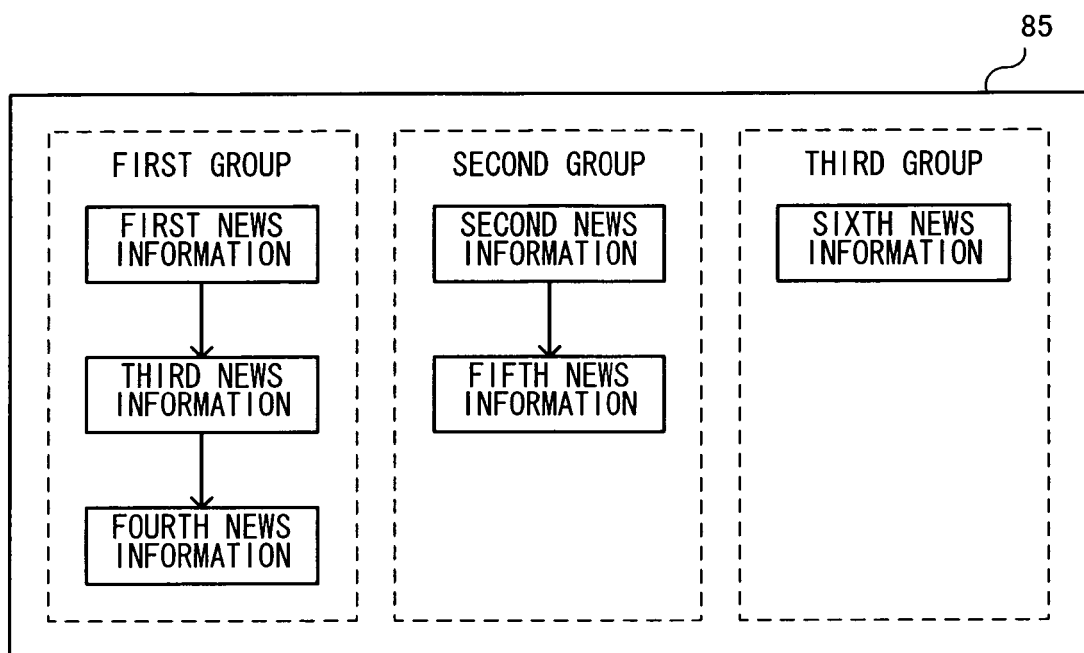 85
FIRST GROUP
FIRST NEWS
INFORMATION
THIRD NEWS
INFORMATION
FOURTH NEWS
INFORMATION
SECOND GROUP
SECOND NEWS
INFORMATION
FIFTH NEWS
INFORMATION
THIRD GROUP
SIXTH NEWS
INFORMATION